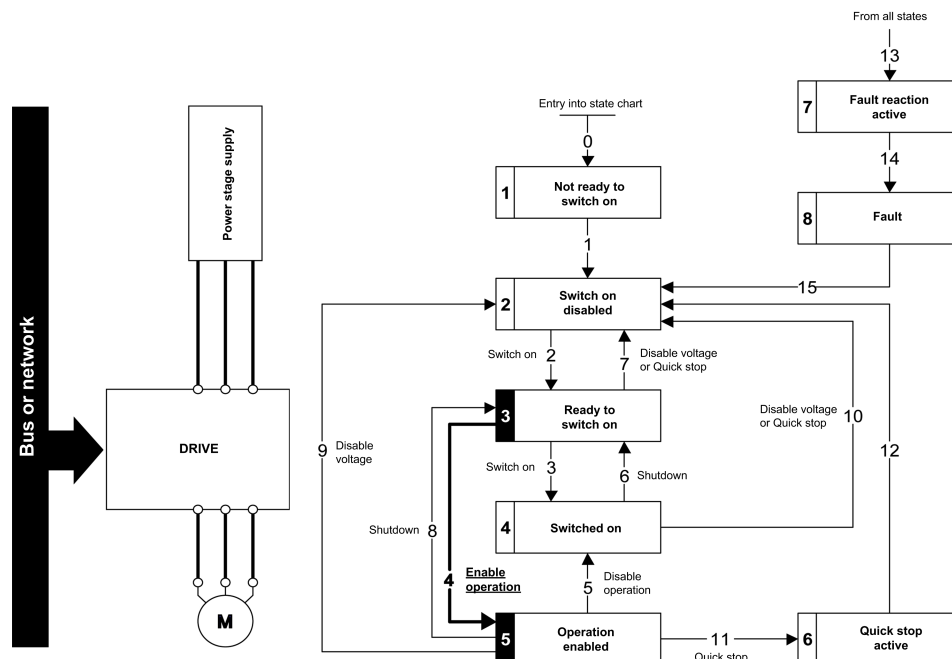 From all states
13
7
Fault reaction
active
14
8
Fault
15
Entry into state chart
0
1
Not ready to
switch on
1
2
Switch on
disabled
Switch on
2
7
Disable voltage
or Quick stop
3
Ready to
switch on
Switch on
3
6
Shutdown
4
Switched on
Disable voltage
or Quick stop
10
12
9
Disable
voltage
Shutdown
8
4
Enable
operation
5
Disable
operation
5
Operation
enabled
11
Quick stop
6
Quick stop
active
Bus or network
Power stage supply
DRIVE
M